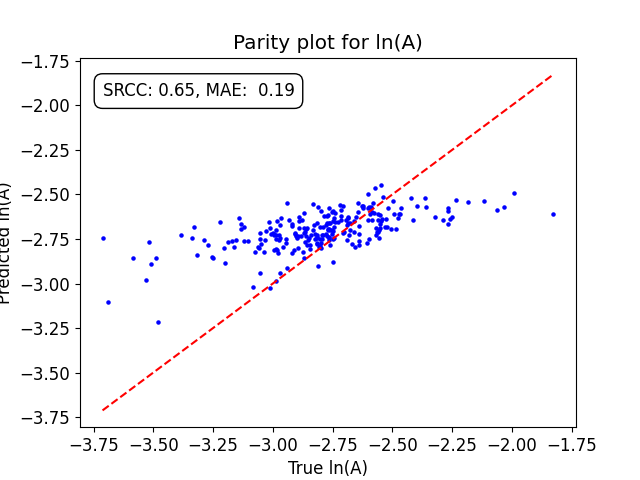 Parity plot for ln(A)
SRCC: 0.65, MAE:  0.19
−1.75
−2.00
−2.25
−2.50
−2.75
−3.00
−3.25
−3.50
−3.75
Predicted ln(A)
−3.75 −3.50 −3.25 −3.00 −2.75 −2.50 −2.25 −2.00 −1.75
True ln(A)